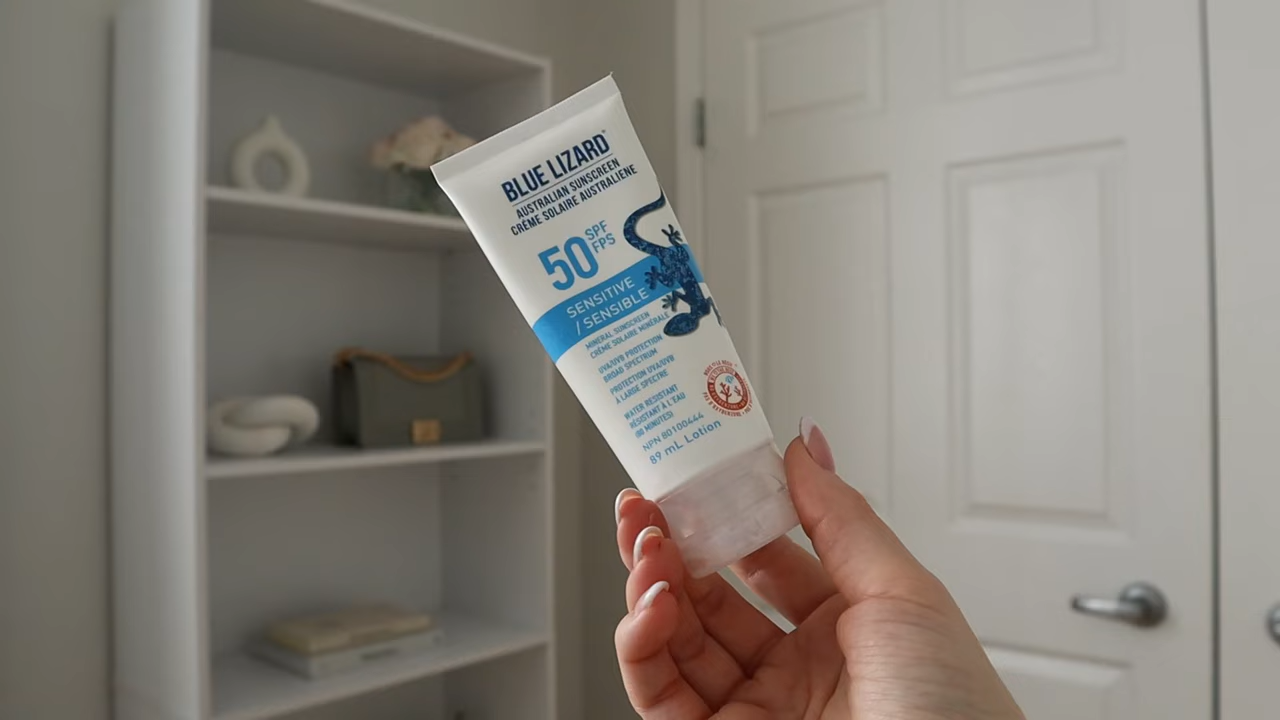 BLUE LIZARD
AUSTRALIAN SUNSCREEN
CRÈME SOLAIRE AUSTRALIENE
50 SPF
FPS
SENSITIVE
/ SENSIBLE
MINERAL SUNSCREEN
CRÈME SOLAIRE MINÉRALE
UVA/UVB PROTECTION
BROAD SPECTRUM
PROTECTION UVA/UVB
À LARGE SPECTRE
WATER RESISTANT
RÉSISTANT À L'EAU
(80 MINUTES)
NPN 80100444
89 mL Lotion